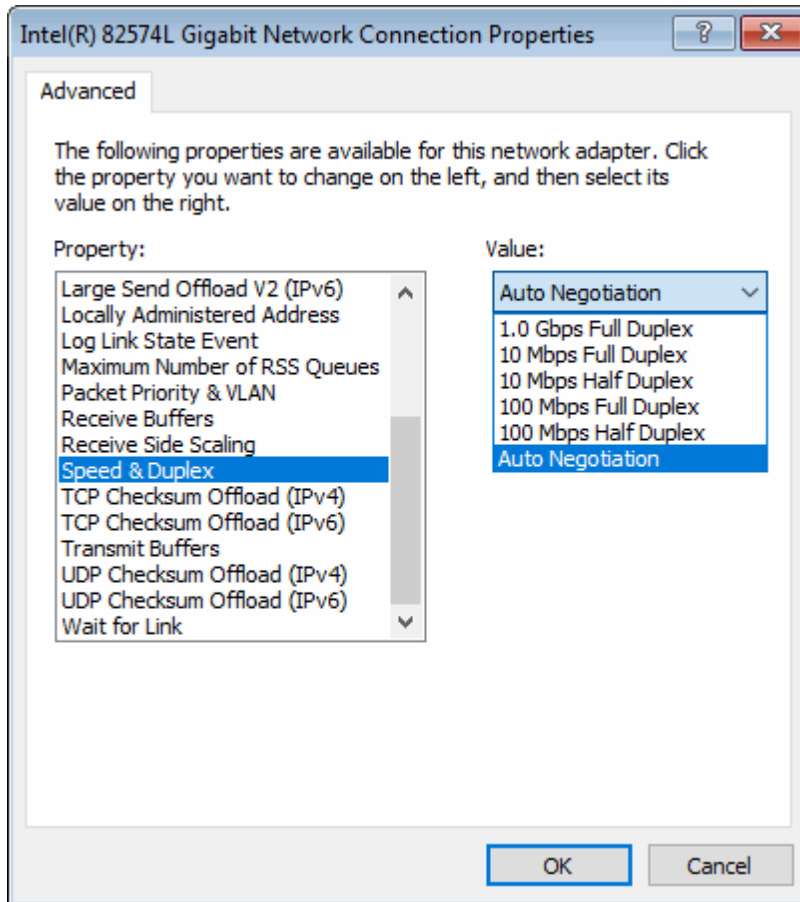 Intel(R) 82574L Gigabit Network Connection Properties
?
Advanced
The following properties are available for this network adapter. Click
the property you want to change on the left, and then select its
value on the right.
Property:
Large Send Offload V2 (IPv6)
Locally Administered Address
Log Link State Event
Maximum Number of RSS Queues
Packet Priority & VLAN
Receive Buffers
Receive Side Scaling
Speed & Duplex
TCP Checksum Offload (IPv4)
TCP Checksum Offload (IPv6)
Transmit Buffers
UDP Checksum Offload (IPv4)
UDP Checksum Offload (IPv6)
Wait for Link
Value:
Auto Negotiation
1.0 Gbps Full Duplex
10 Mbps Full Duplex
10 Mbps Half Duplex
100 Mbps Full Duplex
100 Mbps Half Duplex
Auto Negotiation
OK
Cancel